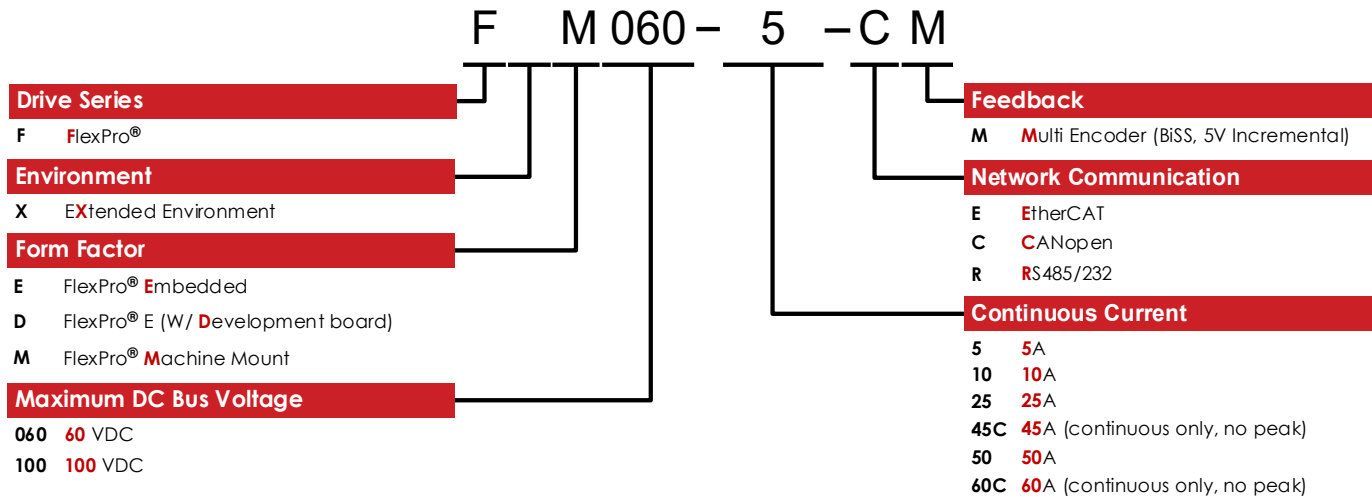 F M 060 – 5 – C M
Drive Series
F FlexPro®
Environment
X EXtended Environment
Form Factor
E FlexPro® Embedded
D FlexPro® E (W/ Development board)
M FlexPro® Machine Mount
Maximum DC Bus Voltage
060 60 VDC
100 100 VDC
Feedback
M Multi Encoder (BiSS, 5V Incremental)
Network Communication
E EtherCAT
C CANopen
R RS485/232
Continuous Current
5 5A
10 10A
25 25A
45C 45A (continuous only, no peak)
50 50A
60C 60A (continuous only, no peak)